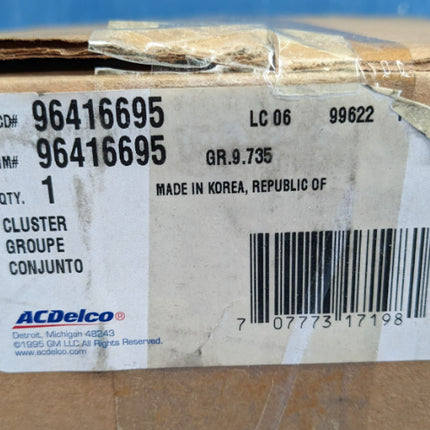 CD# 96416695 LC 06 99622
M# 96416695 GR.9.735
QTY. 1 MADE IN KOREA, REPUBLIC OF
CLUSTER
GROUPE
CONJUNTO
ACDelco®
Detroit, Michigan 48243
©1995 GM LLC All Rights Reserved.
www.acdelco.com
7 07773 17198